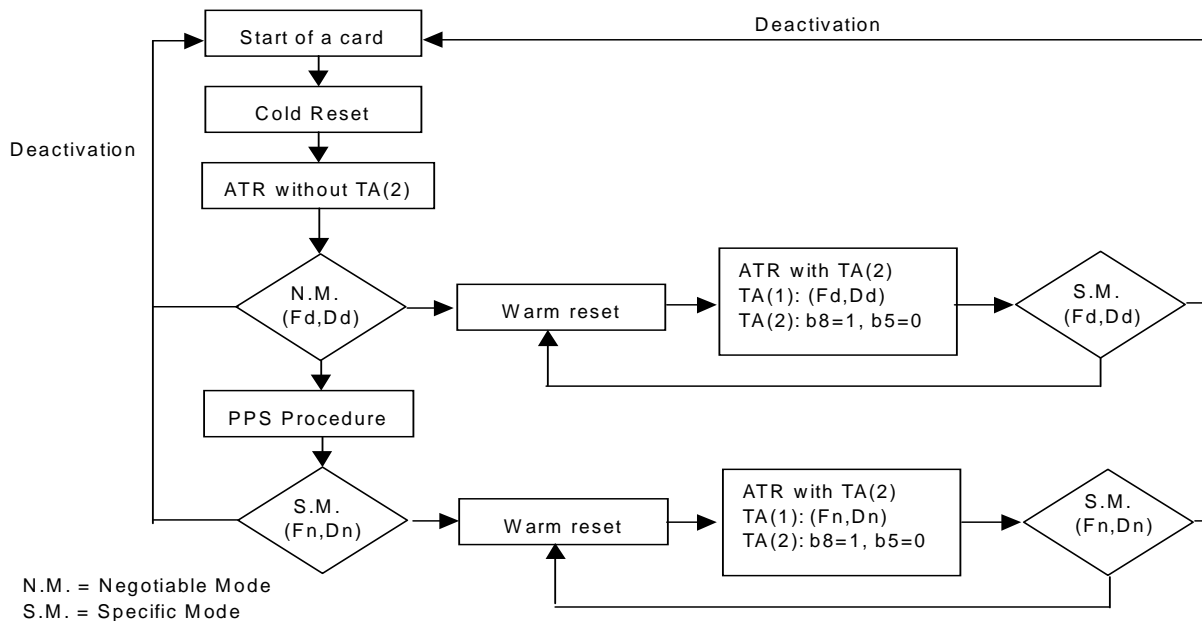 Deactivation
Start of a card
Cold Reset
Deactivation
ATR without TA(2)
N.M.
(Fd,Dd)
Warm reset
ATR with TA(2)
TA(1): (Fd,Dd)
TA(2): b8=1, b5=0
S.M.
(Fd,Dd)
PPS Procedure
S.M.
(Fn,Dn)
Warm reset
ATR with TA(2)
TA(1): (Fn,Dn)
TA(2): b8=1, b5=0
S.M.
(Fn,Dn)
N.M. = Negotiable Mode
S.M. = Specific Mode